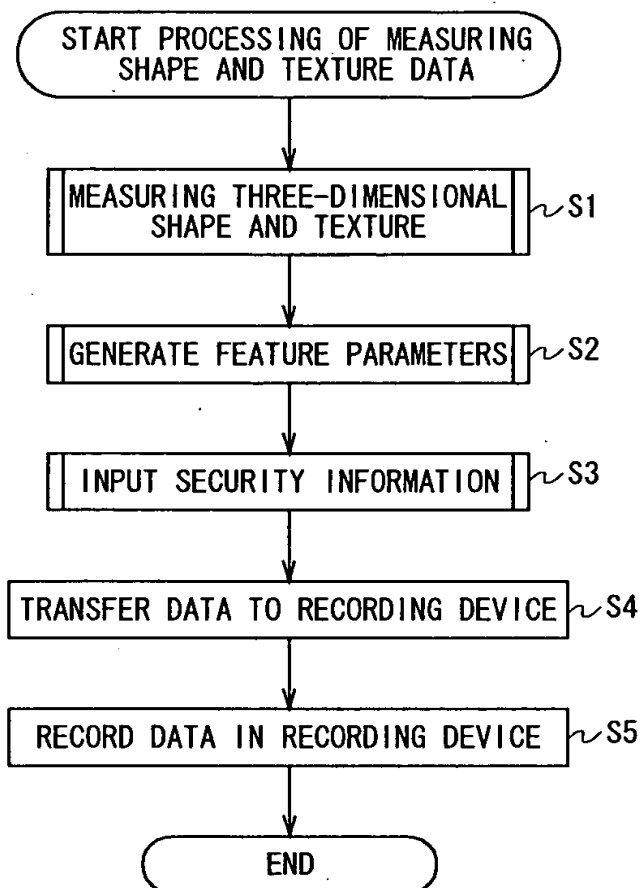 START PROCESSING OF MEASURING
SHAPE AND TEXTURE DATA
MEASURING THREE-DIMENSIONAL
SHAPE AND TEXTURE
S1
GENERATE FEATURE PARAMETERS
S2
INPUT SECURITY INFORMATION
S3
TRANSFER DATA TO RECORDING DEVICE
S4
RECORD DATA IN RECORDING DEVICE
S5
END